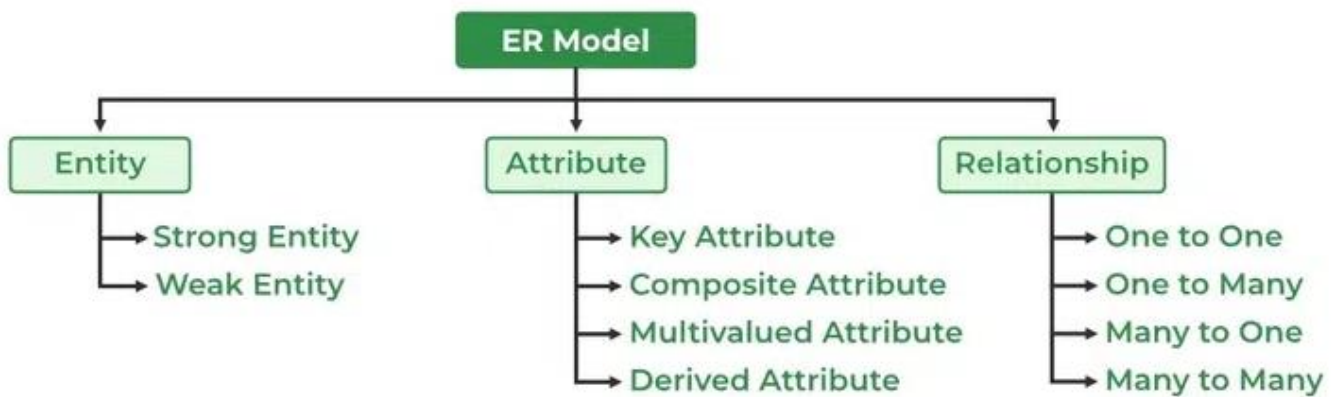 ER Model
Entity
Strong Entity
Weak Entity
Attribute
Key Attribute
Composite Attribute
Multivalued Attribute
Derived Attribute
Relationship
One to One
One to Many
Many to One
Many to Many